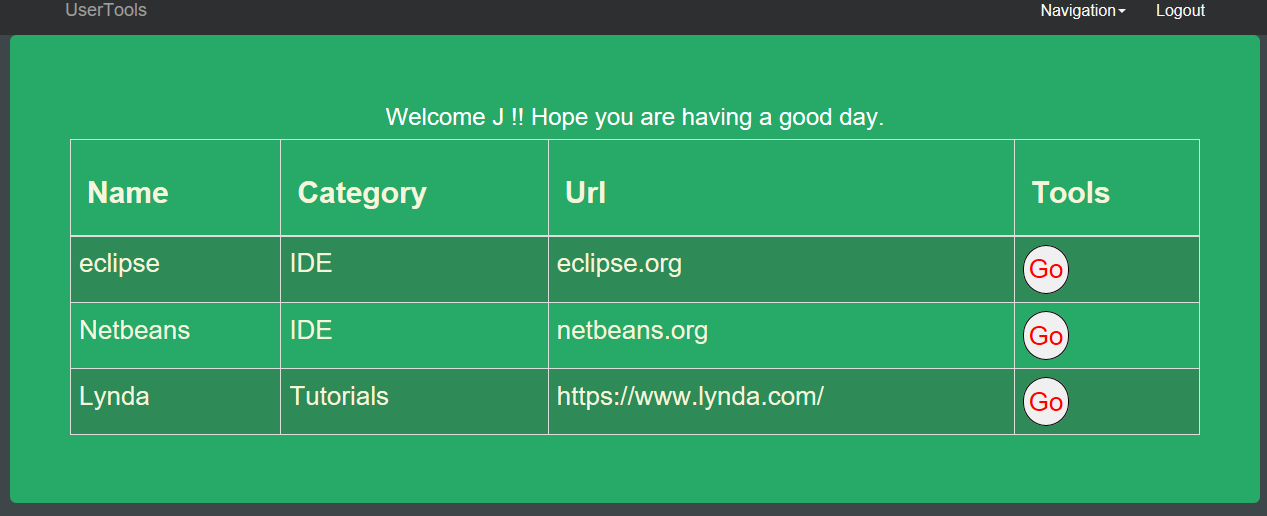 UserTools Navigation Logout
Welcome J !! Hope you are having a good day.
Name Category Url Tools
eclipse IDE eclipse.org Go
Netbeans IDE netbeans.org Go
Lynda Tutorials https://www.lynda.com/ Go